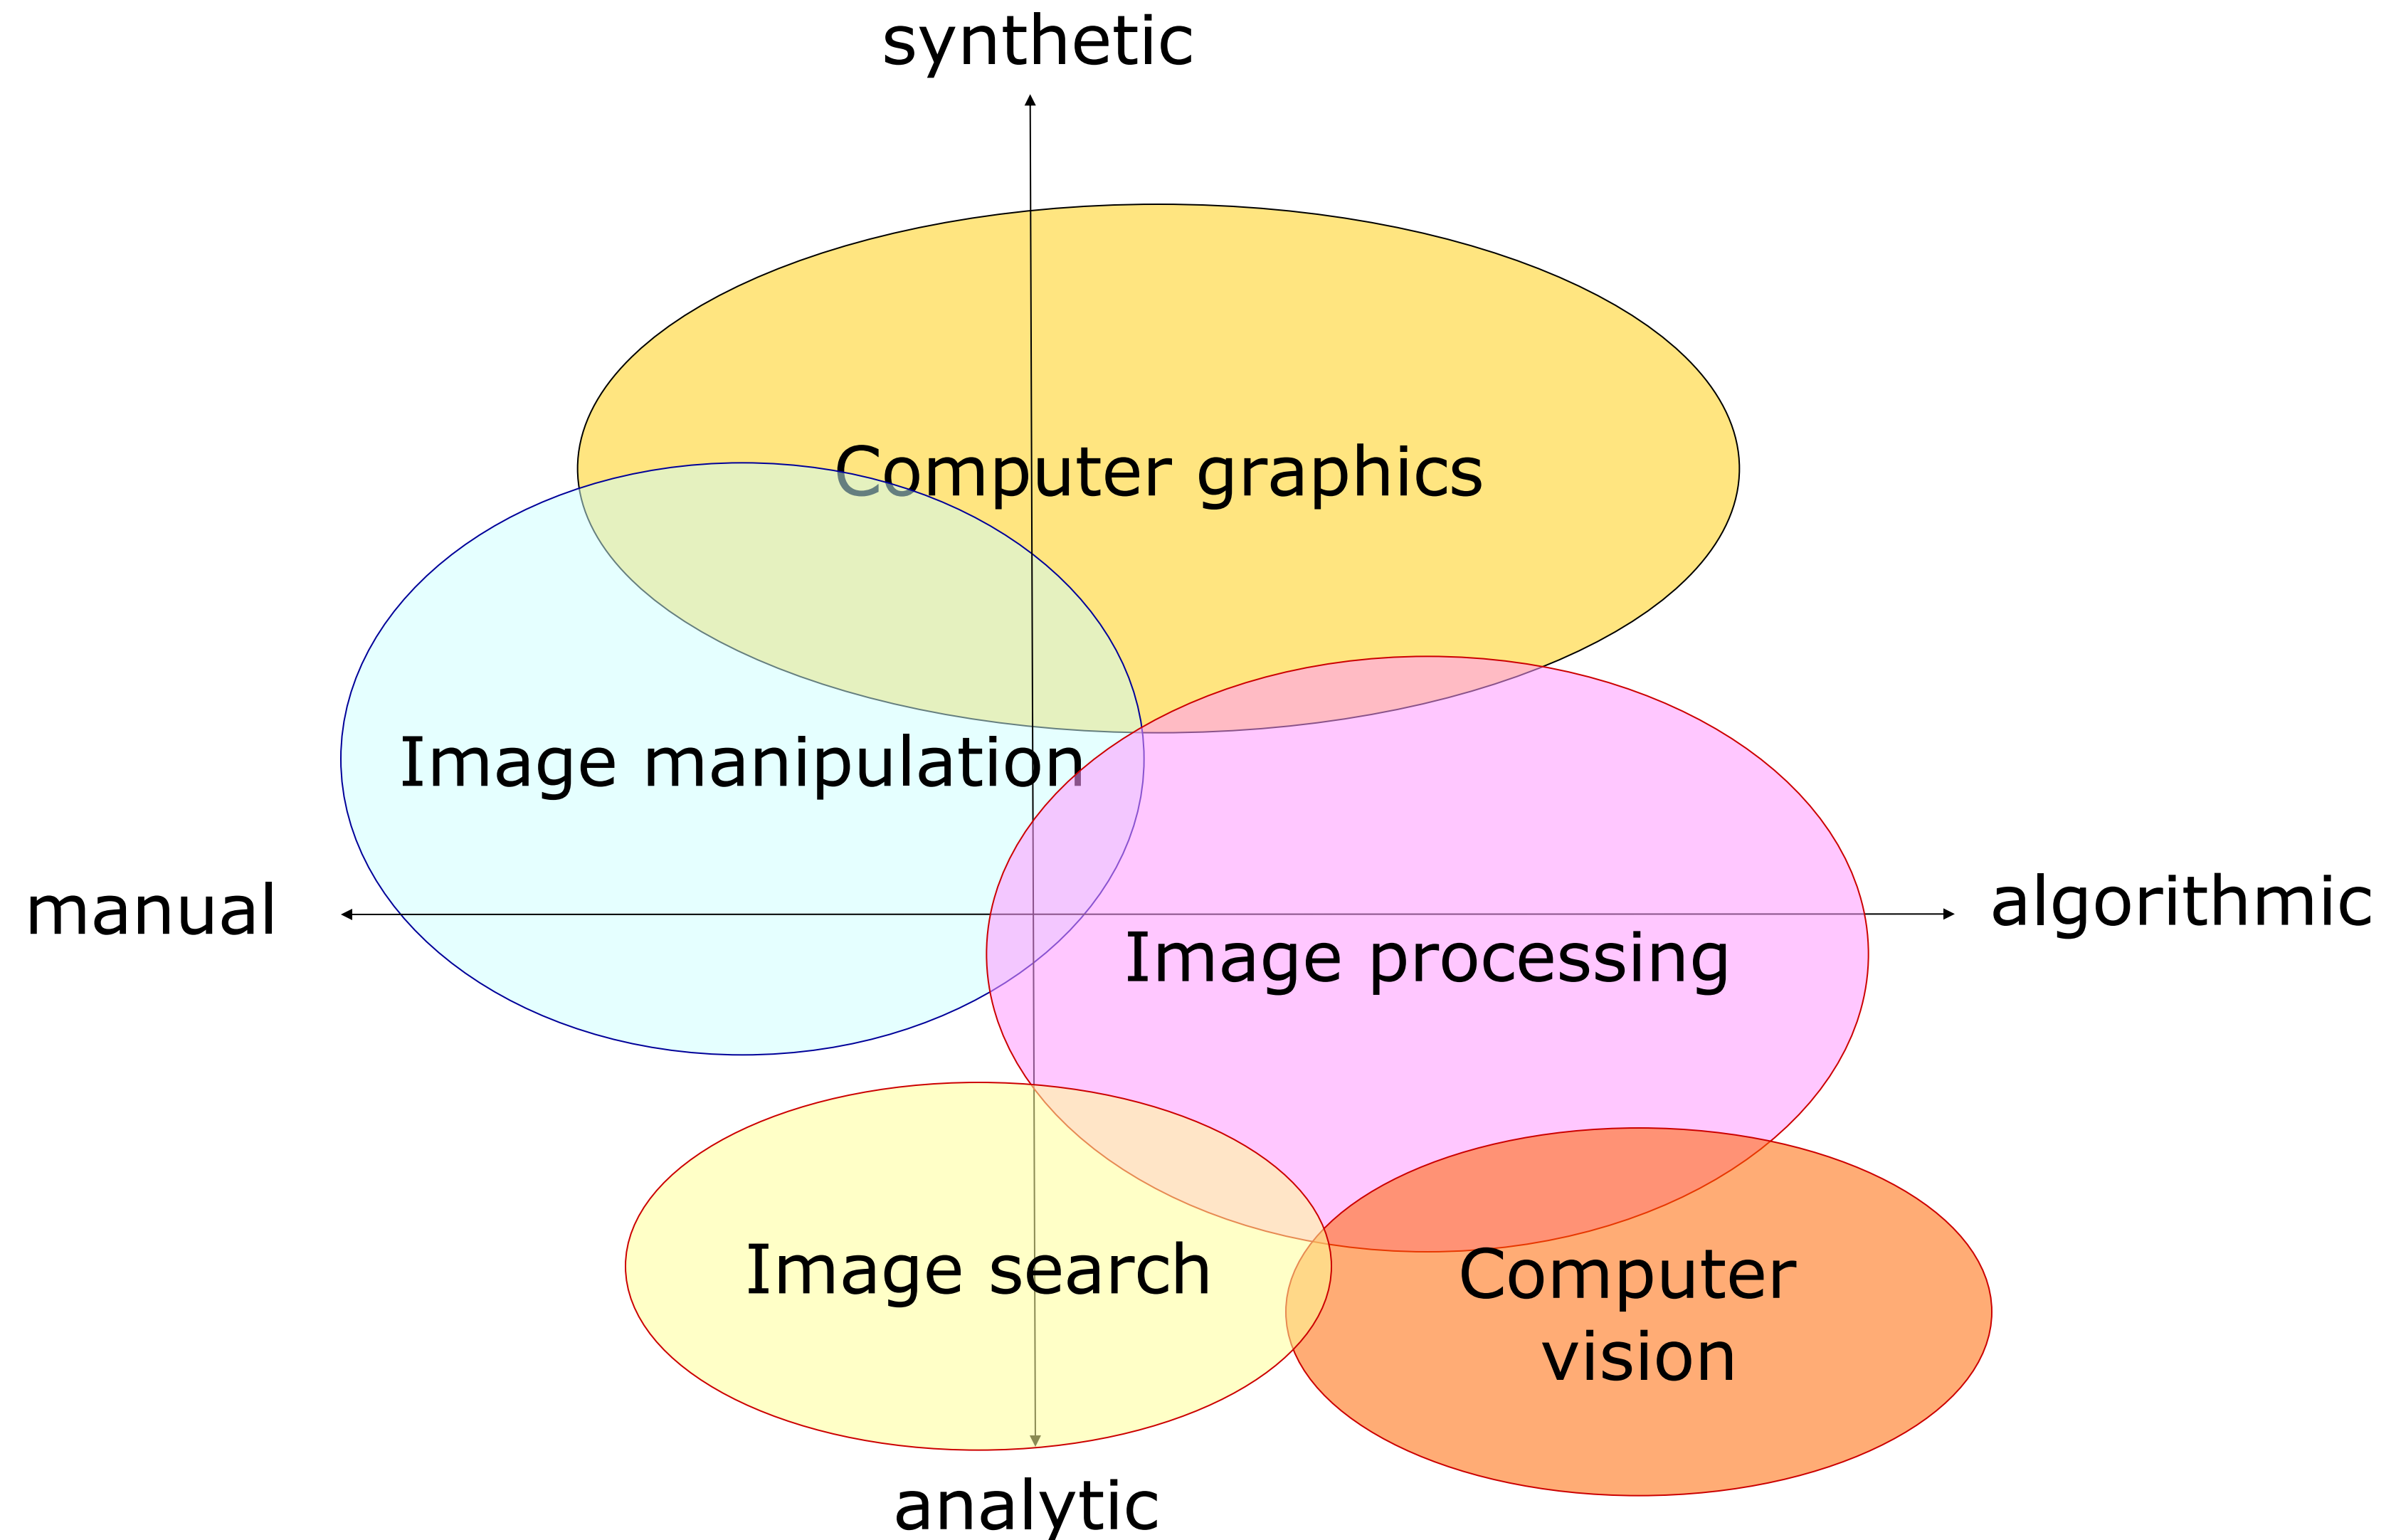 synthetic
Computer graphics
Image manipulation
manual
algorithmic
Image processing
Image search
Computer
vision
analytic